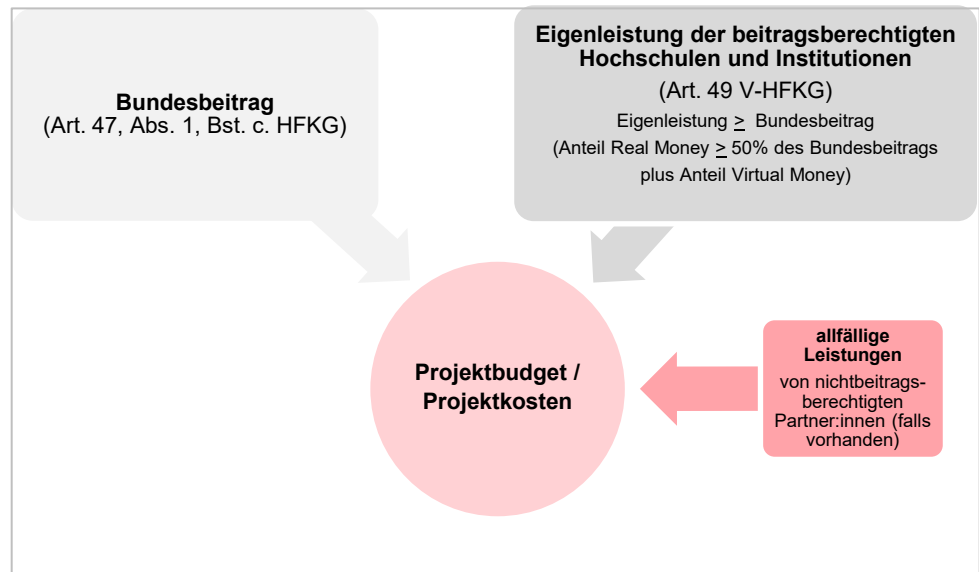 Bundesbeitrag
(Art. 47, Abs. 1, Bst. c. HFKG)
Eigenleistung der beitragsberechtigten
Hochschulen und Institutionen
(Art. 49 V-HFKG)
Eigenleistung ≥ Bundesbeitrag
(Anteil Real Money ≥ 50% des Bundesbeitrags
plus Anteil Virtual Money)
Projektbudget /
Projektkosten
allfällige
Leistungen
von nichtbeitrags-
berechtigten
Partner:innen (falls
vorhanden)